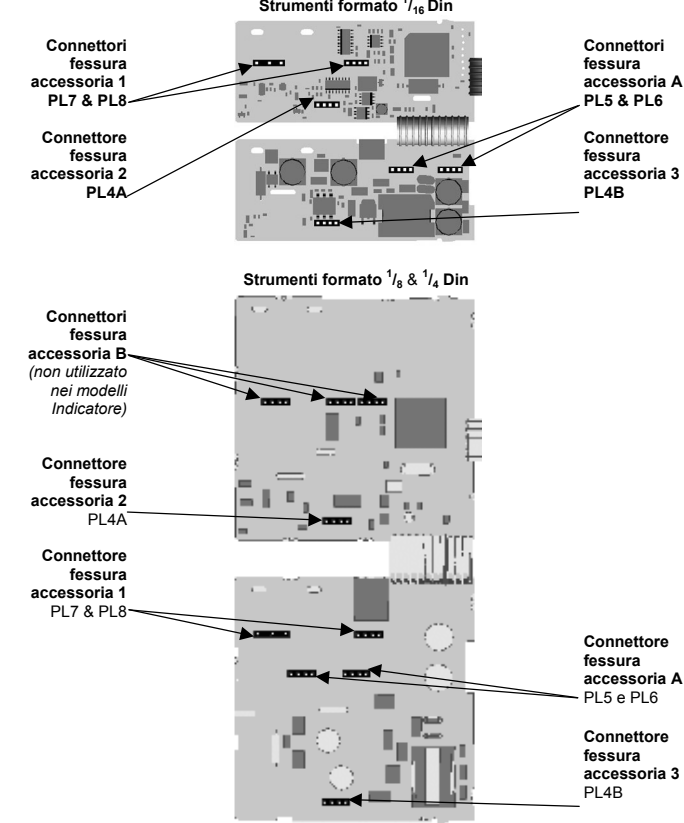 Strumenti formato 1/16 Din
Connettori
fessura
accessoria 1
PL7 & PL8
Connettore
fessura
accessoria 2
PL4A
Connettori
fessura
accessoria A
PL5 & PL6
Connettore
fessura
accessoria 3
PL4B
Strumenti formato 1/8 & 1/4 Din
Connettori
fessura
accessoria B
(non utilizzato
nei modelli
Indicatore)
Connettore
fessura
accessoria 2
PL4A
Connettore
fessura
accessoria 1
PL7 & PL8
Connettore
fessura
accessoria A
PL5 e PL6
Connettore
fessura
accessoria 3
PL4B